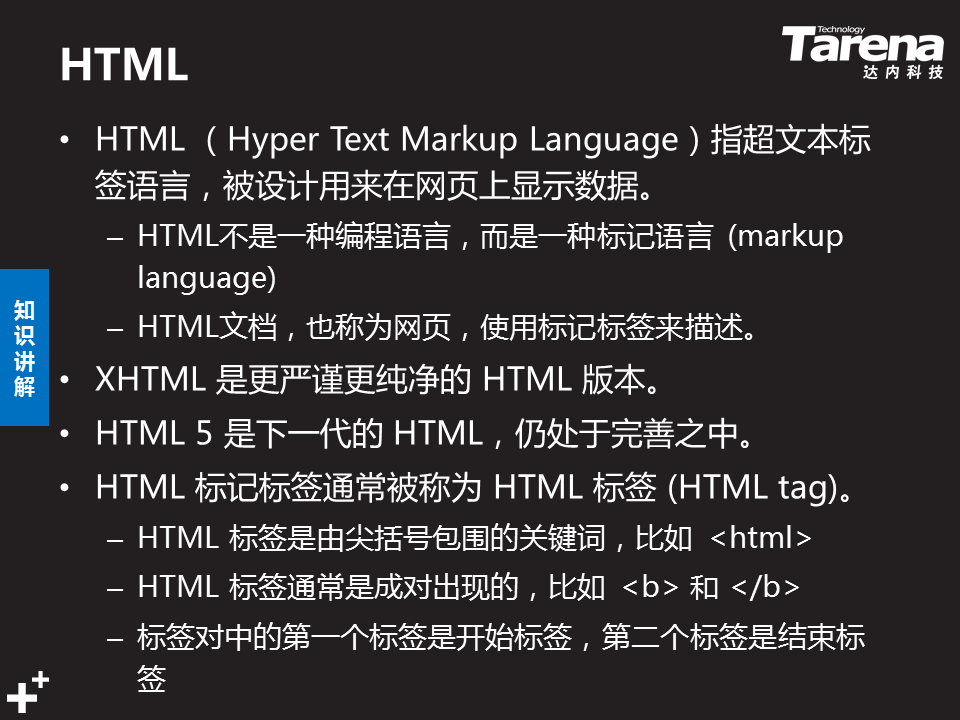 HTML
Technology
Tarena
达内科技
• HTML （Hyper Text Markup Language）指超文本标
签语言，被设计用来在网页上显示数据。
– HTML不是一种编程语言，而是一种标记语言 (markup
language)
– HTML文档，也称为网页，使用标记标签来描述。
知
识
讲
解
• XHTML 是更严谨更纯净的 HTML 版本。
• HTML 5 是下一代的 HTML，仍处于完善之中。
• HTML 标记标签通常被称为 HTML 标签 (HTML tag)。
– HTML 标签是由尖括号包围的关键词，比如 <html>
– HTML 标签通常是成对出现的，比如 <b> 和 </b>
– 标签对中的第一个标签是开始标签，第二个标签是结束标
签